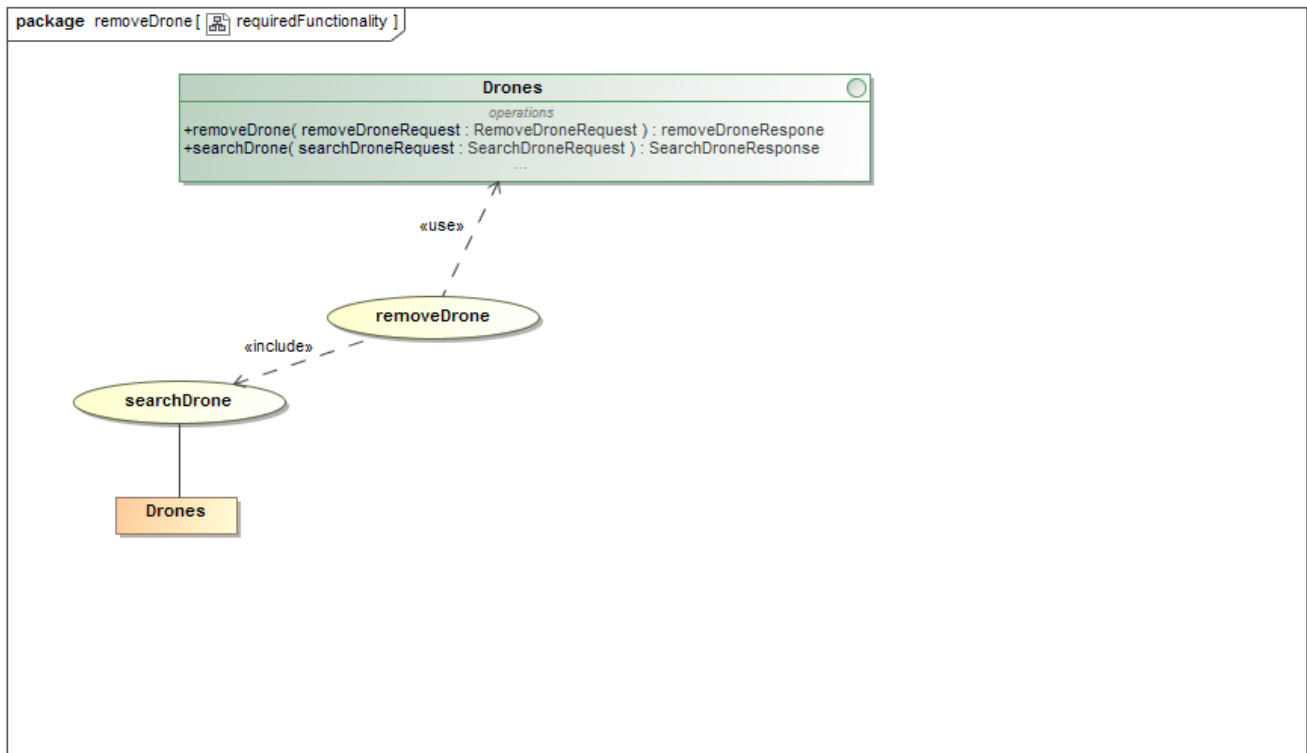 package removeDrone [ requiredFunctionality ]
Drones
operations
+removeDrone( removeDroneRequest : RemoveDroneRequest ) : removeDroneRespone
+searchDrone( searchDroneRequest : SearchDroneRequest ) : SearchDroneResponse
...
«use»
removeDrone
«include»
searchDrone
Drones